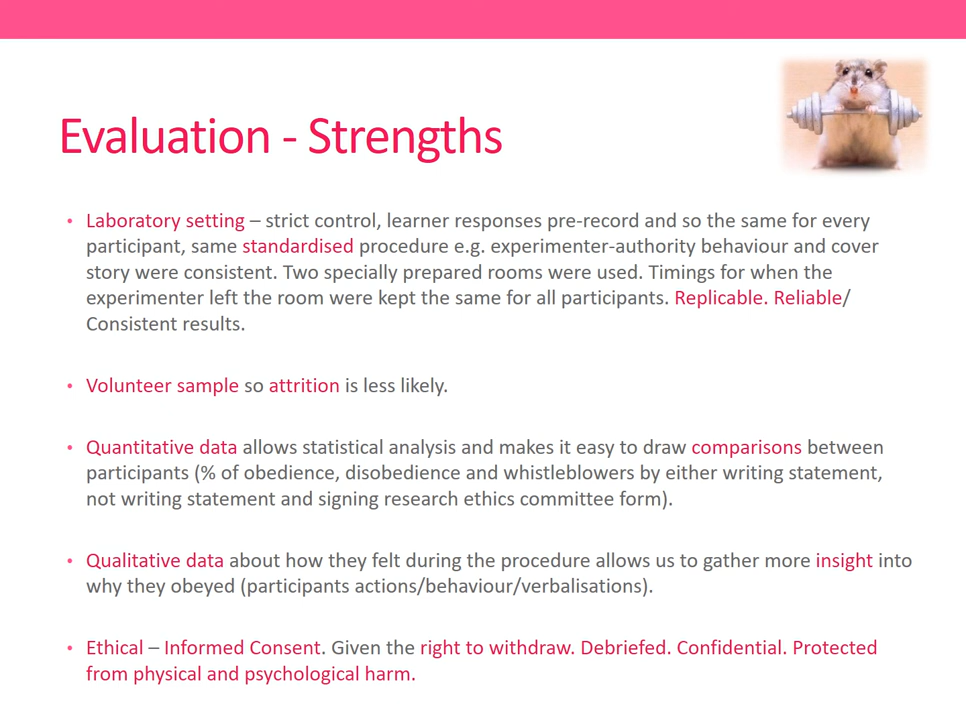 Evaluation - Strengths
• Laboratory setting – strict control, learner responses pre-record and so the same for every
participant, same standardised procedure e.g. experimenter-authority behaviour and cover
story were consistent. Two specially prepared rooms were used. Timings for when the
experimenter left the room were kept the same for all participants. Replicable. Reliable/
Consistent results.
• Volunteer sample so attrition is less likely.
• Quantitative data allows statistical analysis and makes it easy to draw comparisons between
participants (% of obedience, disobedience and whistleblowers by either writing statement,
not writing statement and signing research ethics committee form).
• Qualitative data about how they felt during the procedure allows us to gather more insight into
why they obeyed (participants actions/behaviour/verbalisations).
• Ethical – Informed Consent. Given the right to withdraw. Debriefed. Confidential. Protected
from physical and psychological harm.